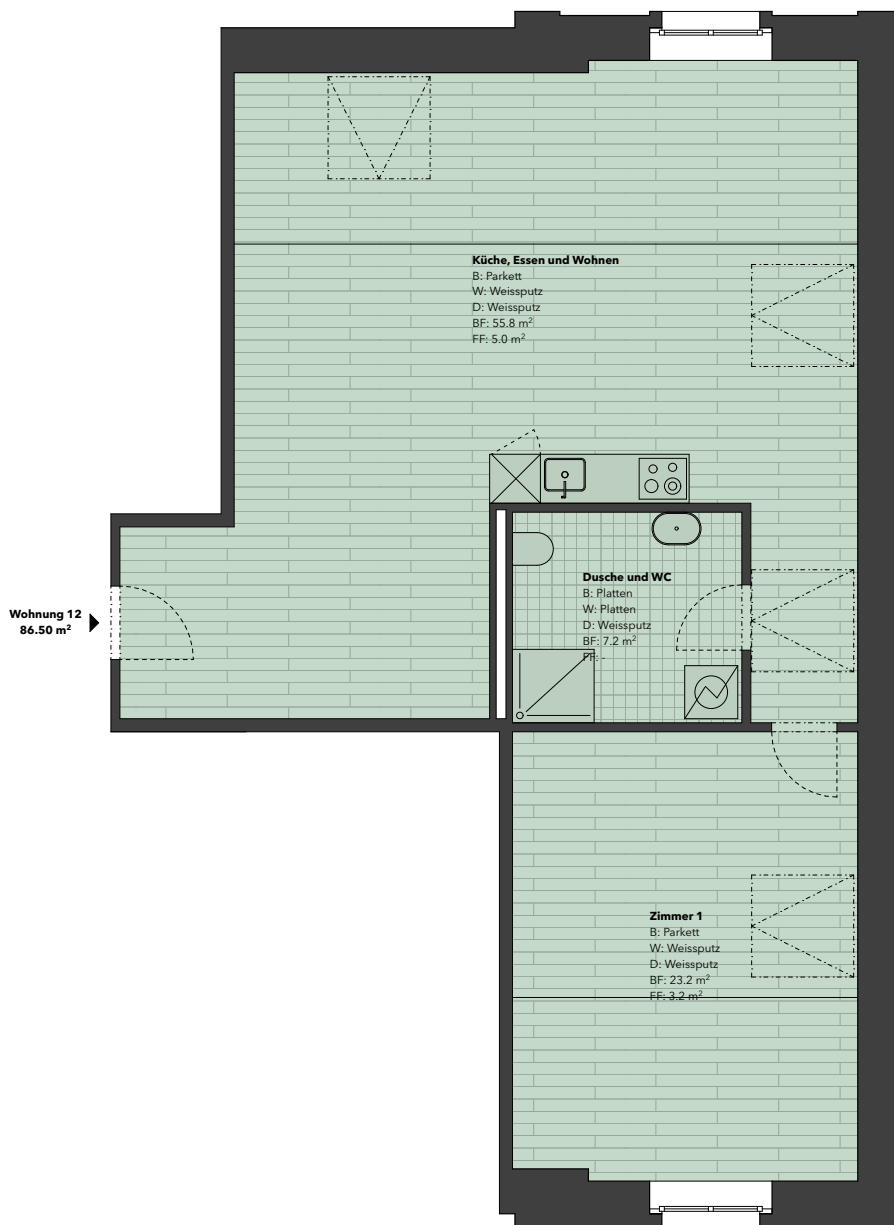 Küche, Essen und Wohnen
B: Parkett
W: Weissputz
D: Weissputz
BF: 55.8 m²
FF: 5.0 m²
Dusche und WC
B: Platten
W: Platten
D: Weissputz
BF: 7.2 m²
FF: -
Wohnung 12
86.50 m²
Zimmer 1
B: Parkett
W: Weissputz
D: Weissputz
BF: 23.2 m²
FF: 3.2 m²